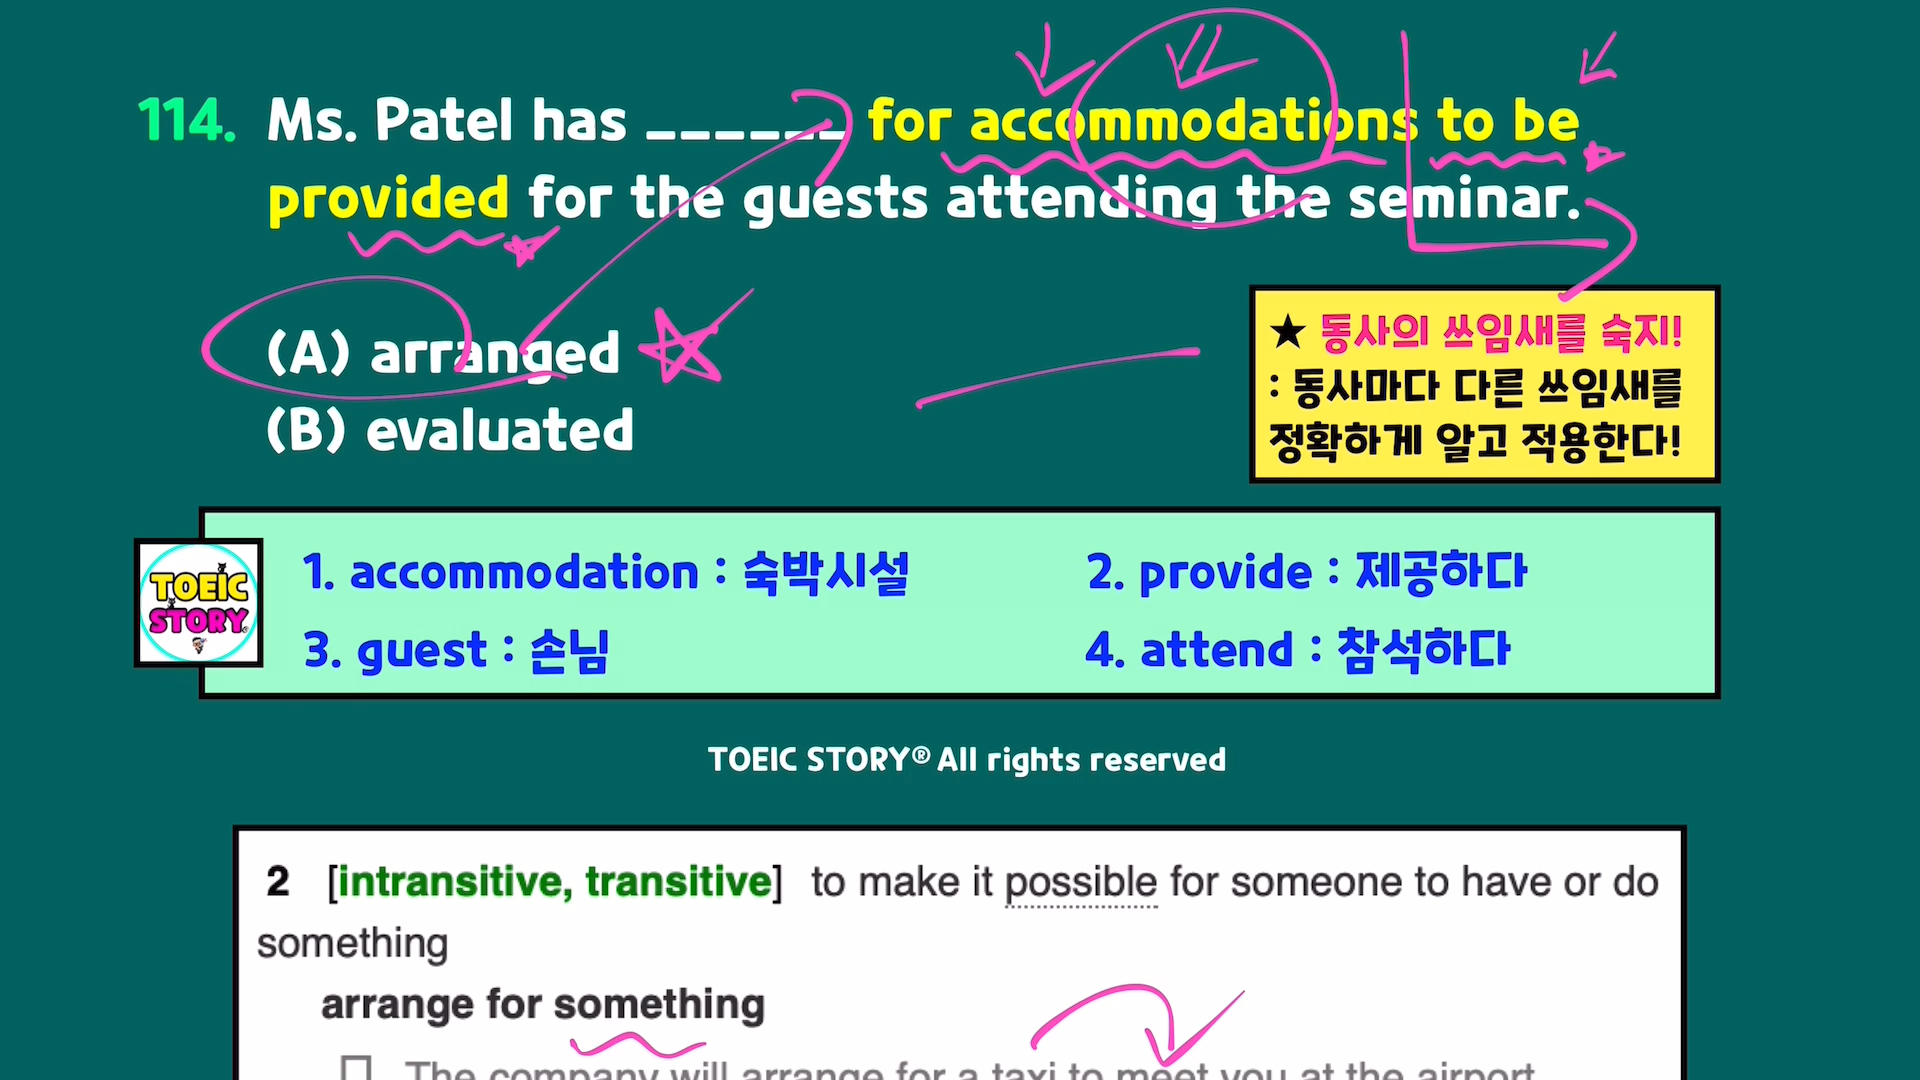 114. Ms. Patel has ______ for accommodations to be
provided for the guests attending the seminar.
(A) arranged
(B) evaluated
★ 동사의 쓰임새를 숙지!
: 동사마다 다른 쓰임새를
정확하게 알고 적용한다!
TOEIC
STORY
1. accommodation : 숙박시설
2. provide : 제공하다
3. guest : 손님
4. attend : 참석하다
TOEIC STORY® All rights reserved
2 [intransitive, transitive] to make it possible for someone to have or do
something
arrange for something
The company will arrange for a taxi to meet you at the airport.